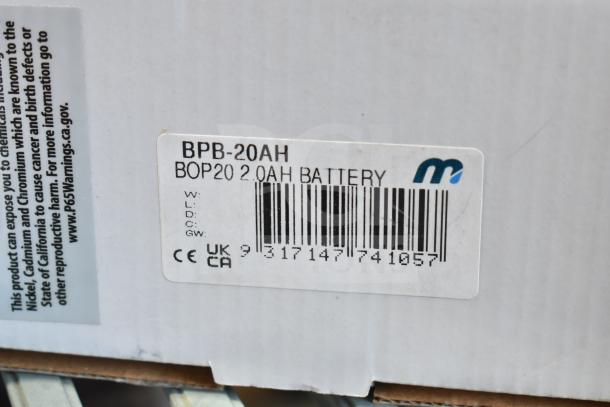 This product can expose you to chemicals including
Nickel, Cadmium and Chromium which are known to the
State of California to cause cancer and birth defects or
other reproductive harm. For more information go to
www.P65Warnings.ca.gov.
BPB-20AH
BOP20 2.0AH BATTERY
m
W:
L:
D:
C:
GW:
CE UK
CA
9 317147 741057